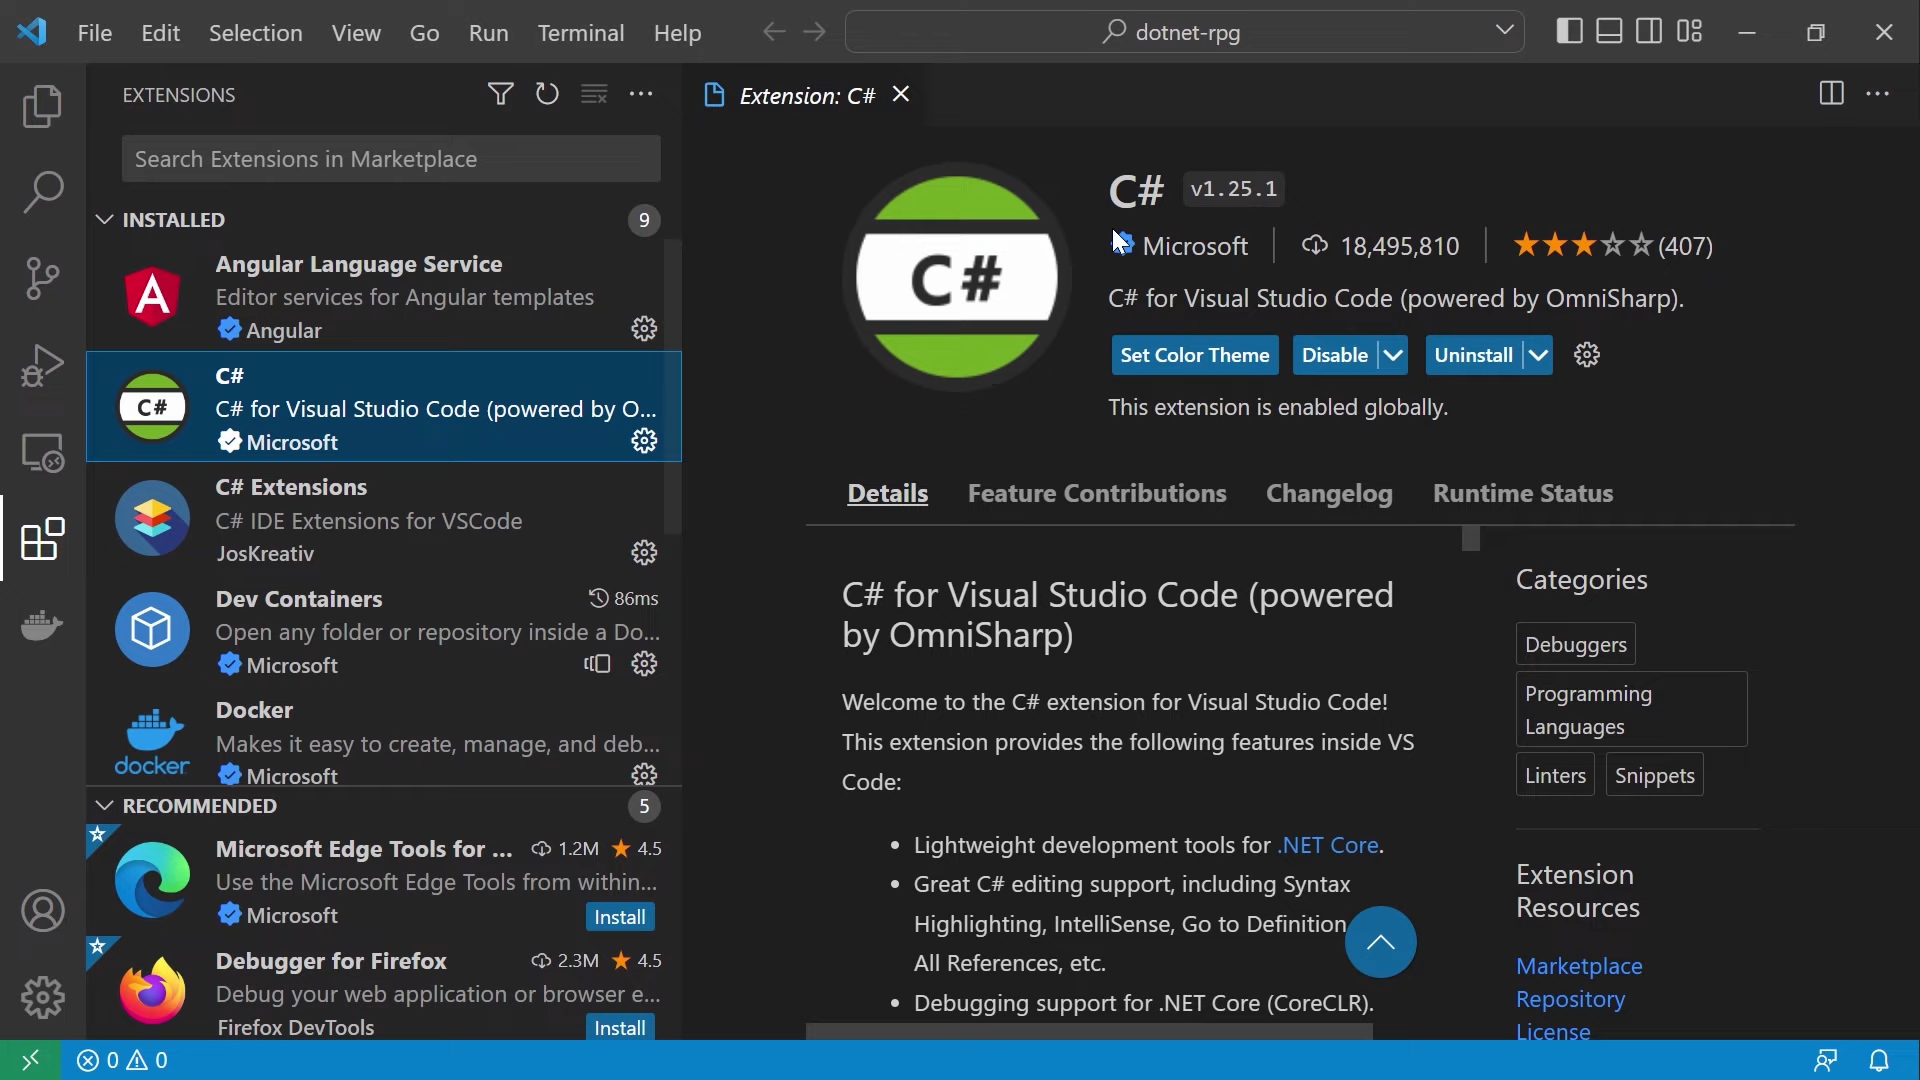 File Edit Selection View Go Run Terminal Help
dotnet-rpg
EXTENSIONS
Search Extensions in Marketplace
INSTALLED 9
Angular Language Service
Editor services for Angular templates
Angular
C#
C#
C# for Visual Studio Code (powered by O...
Microsoft
C# Extensions
C# IDE Extensions for VSCode
JosKreativ
Dev Containers 86ms
Open any folder or repository inside a Do...
Microsoft
Docker
Makes it easy to create, manage, and deb...
docker
Microsoft
RECOMMENDED 5
Microsoft Edge Tools for ... 1.2M 4.5
Use the Microsoft Edge Tools from within...
Microsoft Install
Debugger for Firefox 2.3M 4.5
Debug your web application or browser e...
Firefox DevTools Install
0 0
Extension: C#
C#
C# v1.25.1
Microsoft 18,495,810 (407)
C# for Visual Studio Code (powered by OmniSharp).
Set Color Theme Disable Uninstall
This extension is enabled globally.
Details Feature Contributions Changelog Runtime Status
C# for Visual Studio Code (powered
by OmniSharp)
Welcome to the C# extension for Visual Studio Code!
This extension provides the following features inside VS
Code:
Lightweight development tools for .NET Core.
Great C# editing support, including Syntax
Highlighting, IntelliSense, Go to Definition
All References, etc.
Debugging support for .NET Core (CoreCLR).
Categories
Debuggers
Programming
Languages
Linters Snippets
Extension
Resources
Marketplace
Repository
License